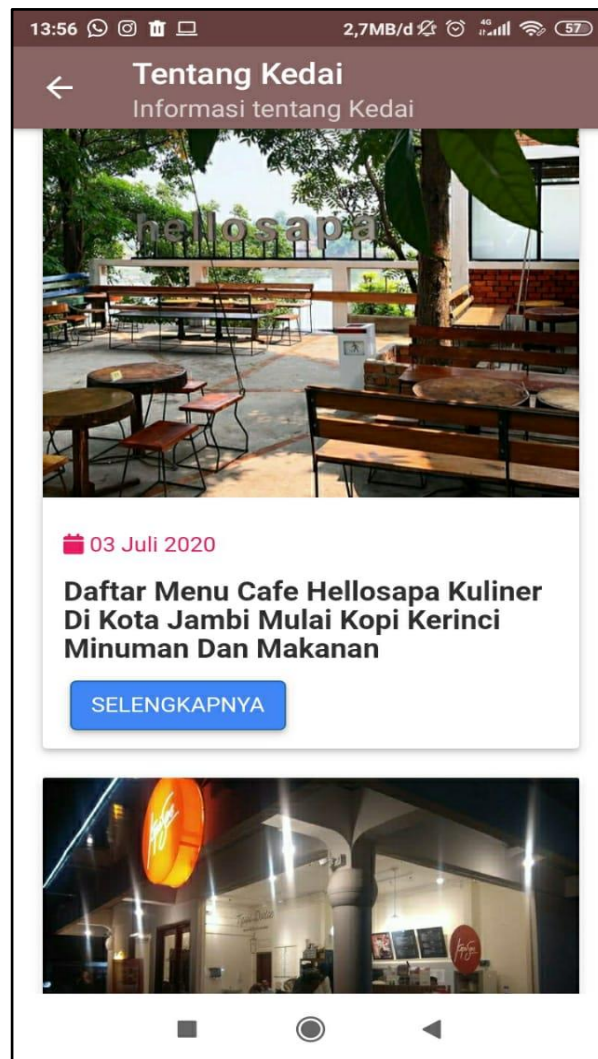 13:56 2,7MB/d 4G 57
Tentang Kedai
Informasi tentang Kedai
hellosapa
03 Juli 2020
Daftar Menu Cafe Hellosapa Kuliner
Di Kota Jambi Mulai Kopi Kerinci
Minuman Dan Makanan
SELENGKAPNYA